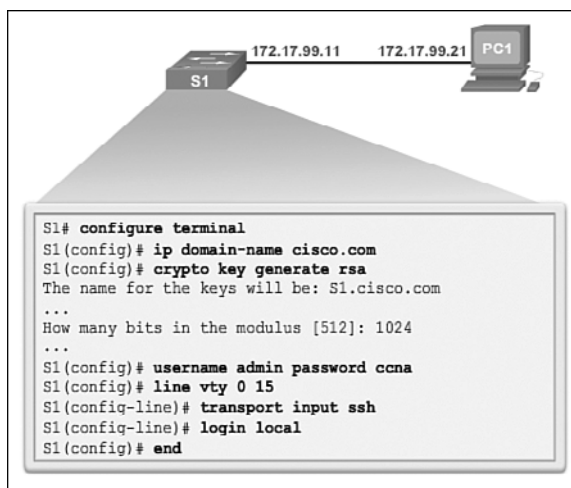 172.17.99.11 172.17.99.21 PC1
S1
S1# configure terminal
S1(config)# ip domain-name cisco.com
S1(config)# crypto key generate rsa
The name for the keys will be: S1.cisco.com
...
How many bits in the modulus [512]: 1024
...
S1(config)# username admin password ccna
S1(config)# line vty 0 15
S1(config-line)# transport input ssh
S1(config-line)# login local
S1(config)# end